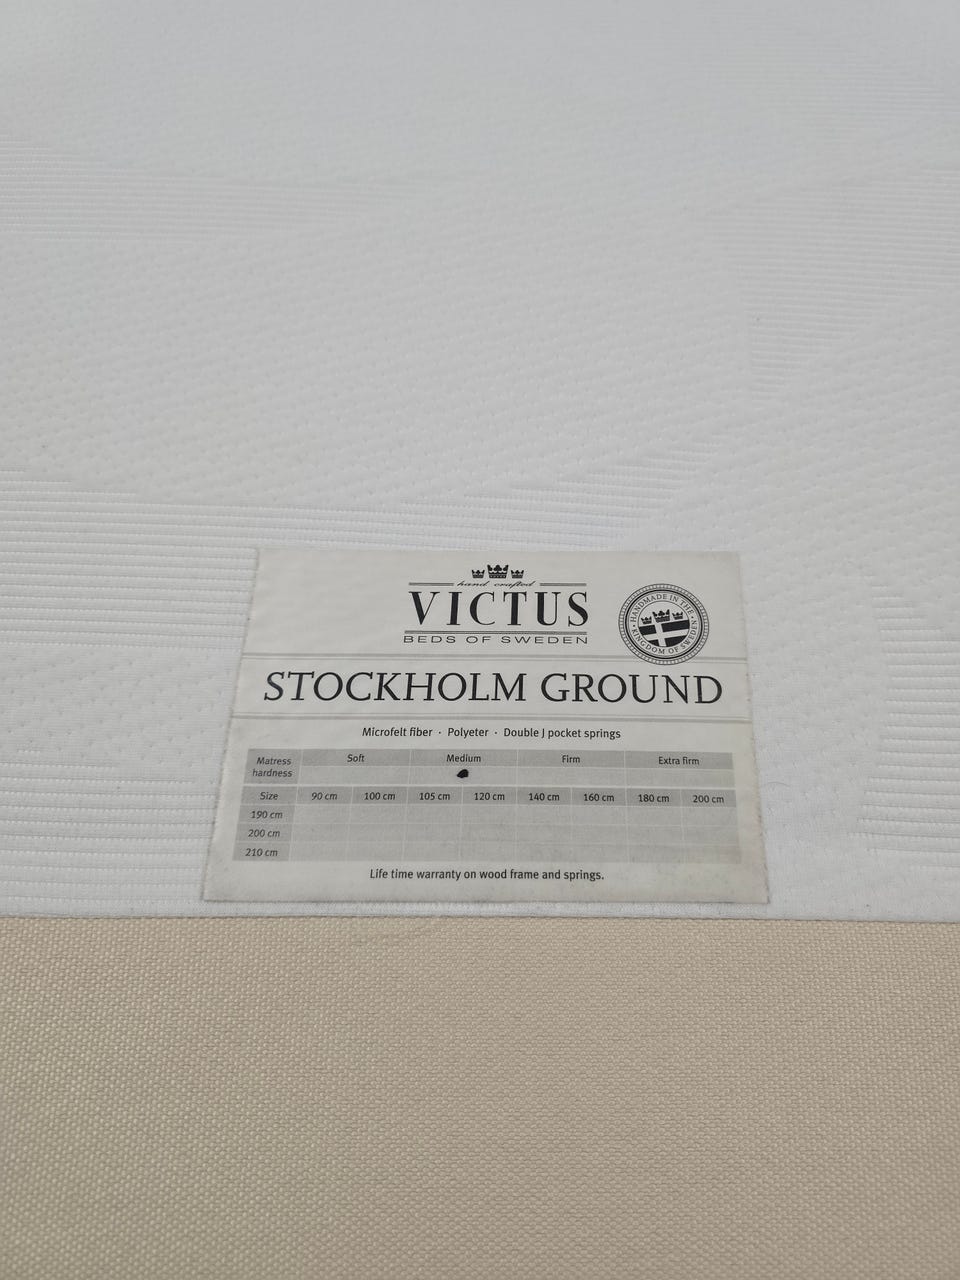 hand crafted
VICTUS
BEDS OF SWEDEN
HANDMADE IN THE
KINGDOM OF SWEDEN
STOCKHOLM GROUND
Microfelt fiber · Polyeter · Double J pocket springs
Matress hardness Soft Medium Firm Extra firm
Size 90 cm 100 cm 105 cm 120 cm 140 cm 160 cm 180 cm 200 cm
190 cm
200 cm
210 cm
Life time warranty on wood frame and springs.